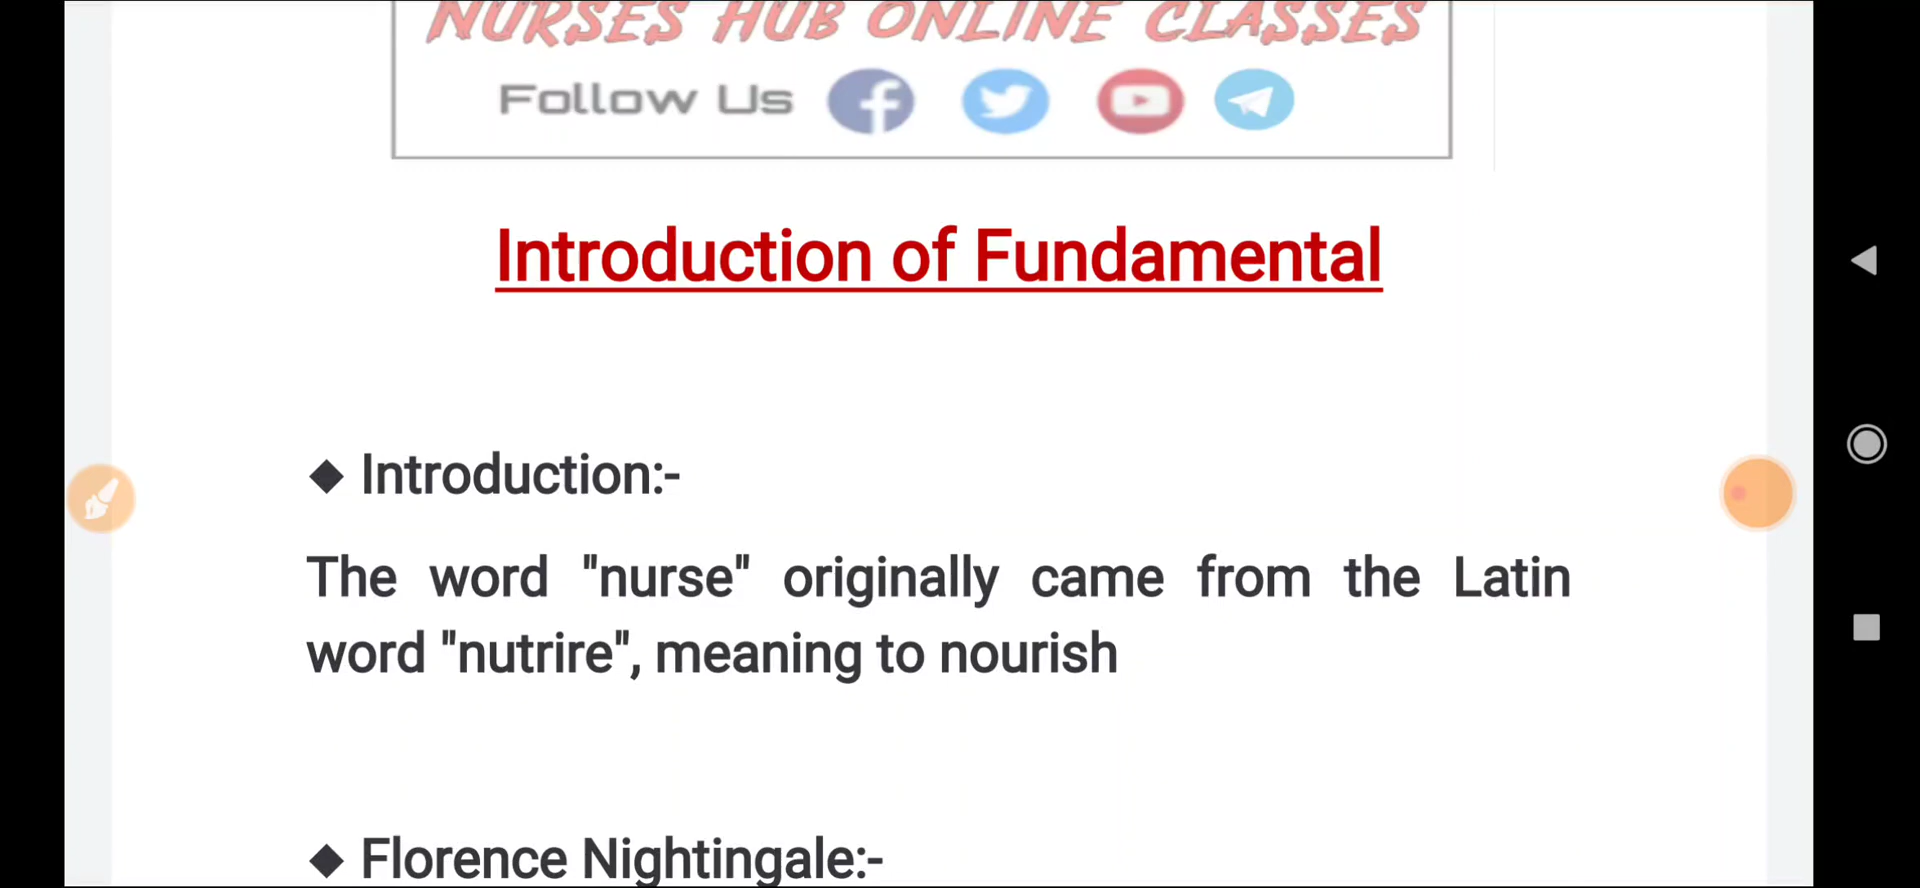 NURSES HUB ONLINE CLASSES
Follow Us
Introduction of Fundamental
◆ Introduction:-
The word "nurse" originally came from the Latin
word "nutrire", meaning to nourish
◆ Florence Nightingale:-